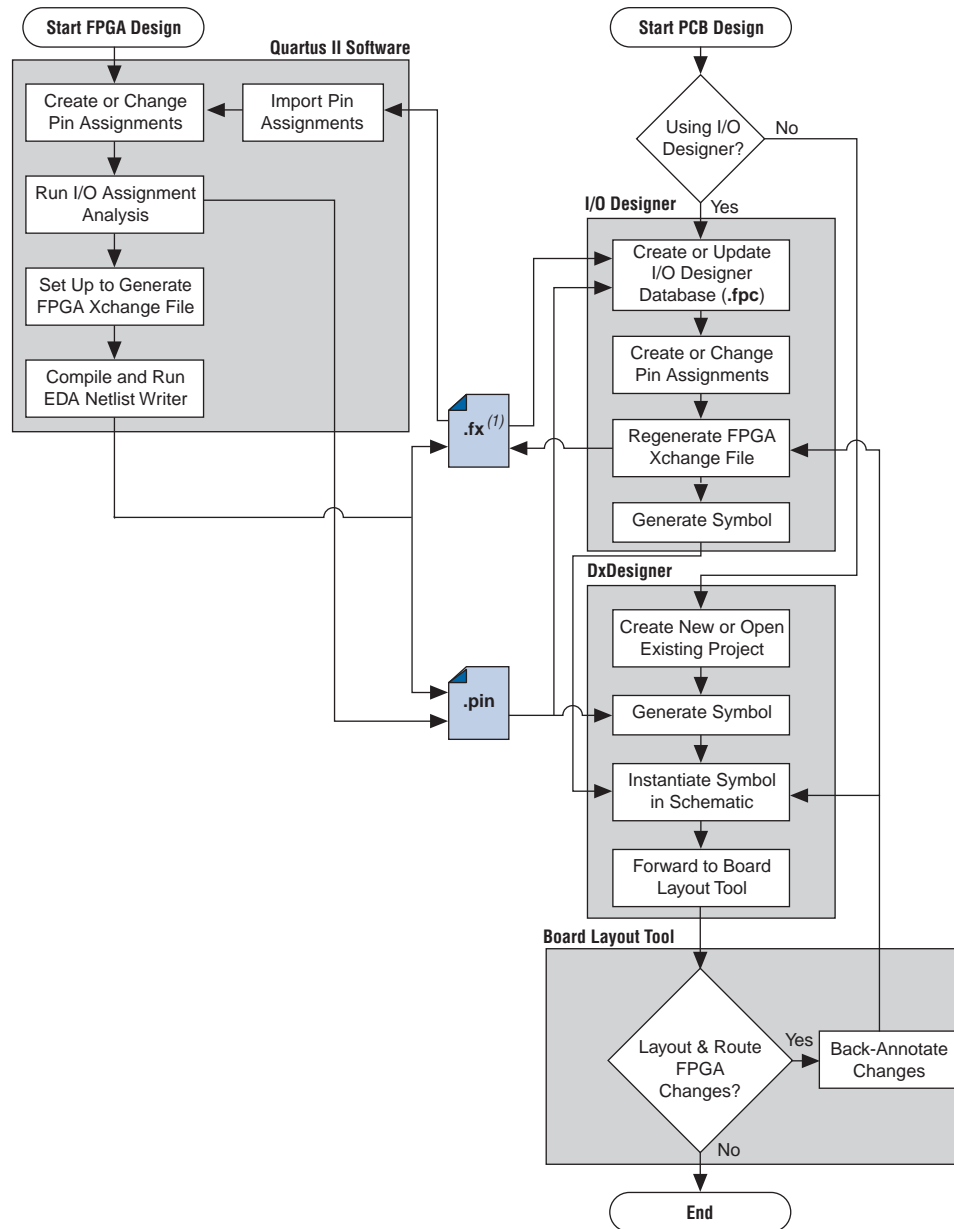 Start FPGA Design
Quartus II Software
Create or Change
Pin Assignments
Import Pin
Assignments
Run I/O Assignment
Analysis
Set Up to Generate
FPGA Xchange File
Compile and Run
EDA Netlist Writer
.fx (1)
.pin
Start PCB Design
Using I/O
Designer?
No
Yes
I/O Designer
Create or Update
I/O Designer
Database (.fpc)
Create or Change
Pin Assignments
Regenerate FPGA
Xchange File
Generate Symbol
DxDesigner
Create New or Open
Existing Project
Generate Symbol
Instantiate Symbol
in Schematic
Forward to Board
Layout Tool
Board Layout Tool
Layout & Route
FPGA
Changes?
Yes
Back-Annotate
Changes
No
End